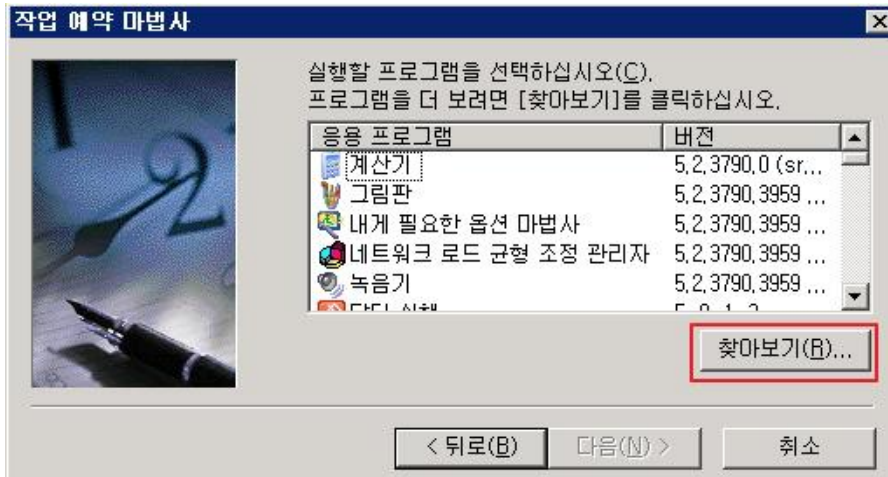 작업 예약 마법사
실행할 프로그램을 선택하십시오(C).
프로그램을 더 보려면 [찾아보기]를 클릭하십시오.
응용 프로그램 버전
계산기 5,2,3790,0 (sr...
그림판 5,2,3790,3959 ...
내게 필요한 옵션 마법사 5,2,3790,3959 ...
네트워크 로드 균형 조정 관리자 5,2,3790,3959 ...
녹음기 5,2,3790,3959 ...
찾아보기(R)...
< 뒤로(B) 다음(N) > 취소